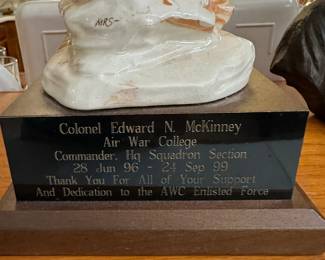 MRS-
Colonel Edward N. McKinney
Air War College
Commander, Hq Squadron Section
28 Jun 96 - 24 Sep 99
Thank You For All of Your Support
And Dedication to the AWC Enlisted Force